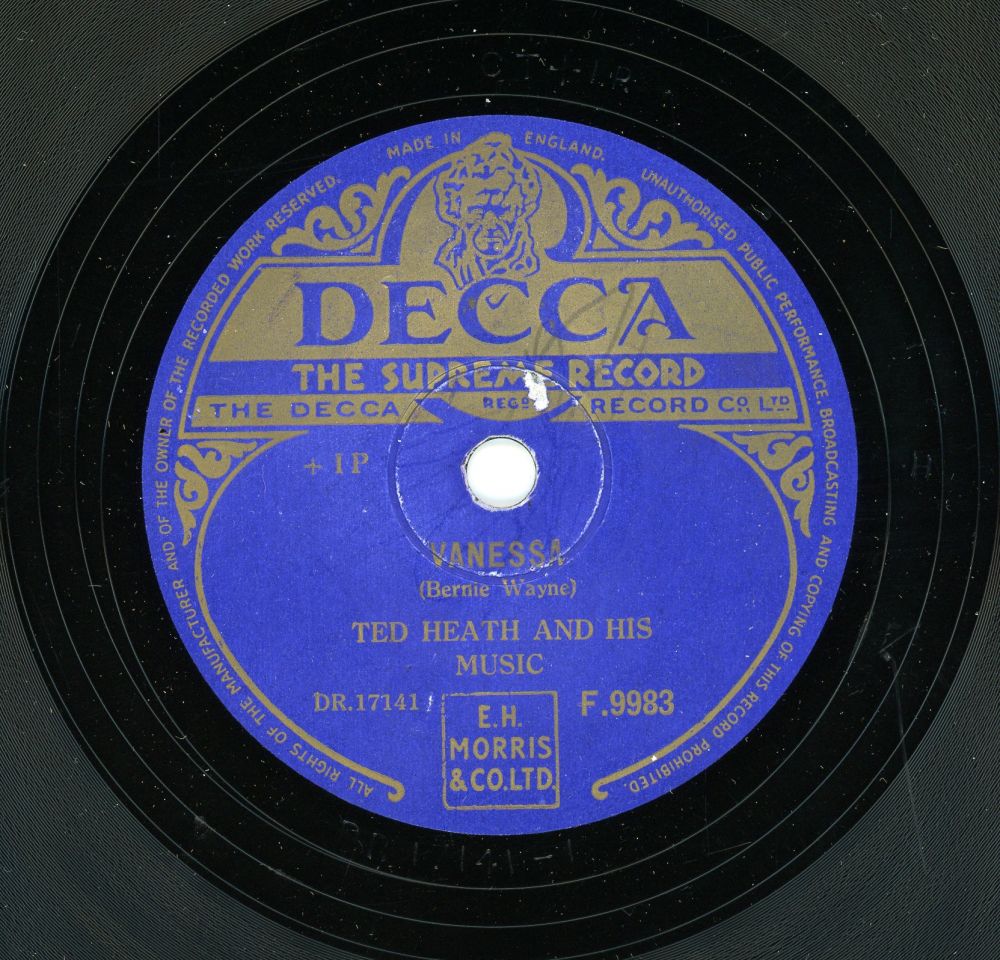 MADE IN ENGLAND.
ALL RIGHTS OF THE MANUFACTURER AND OF THE OWNER OF THE RECORDED WORK RESERVED.
UNAUTHORISED PUBLIC PERFORMANCE, BROADCASTING AND COPYING OF THIS RECORD PROHIBITED.
DECCA
THE SUPREME RECORD
THE DECCA REGD RECORD CO. LTD
+ 1P
VANESSA
(Bernie Wayne)
TED HEATH AND HIS
MUSIC
DR.17141 F.9983
E.H.
MORRIS
& CO.LTD.
H